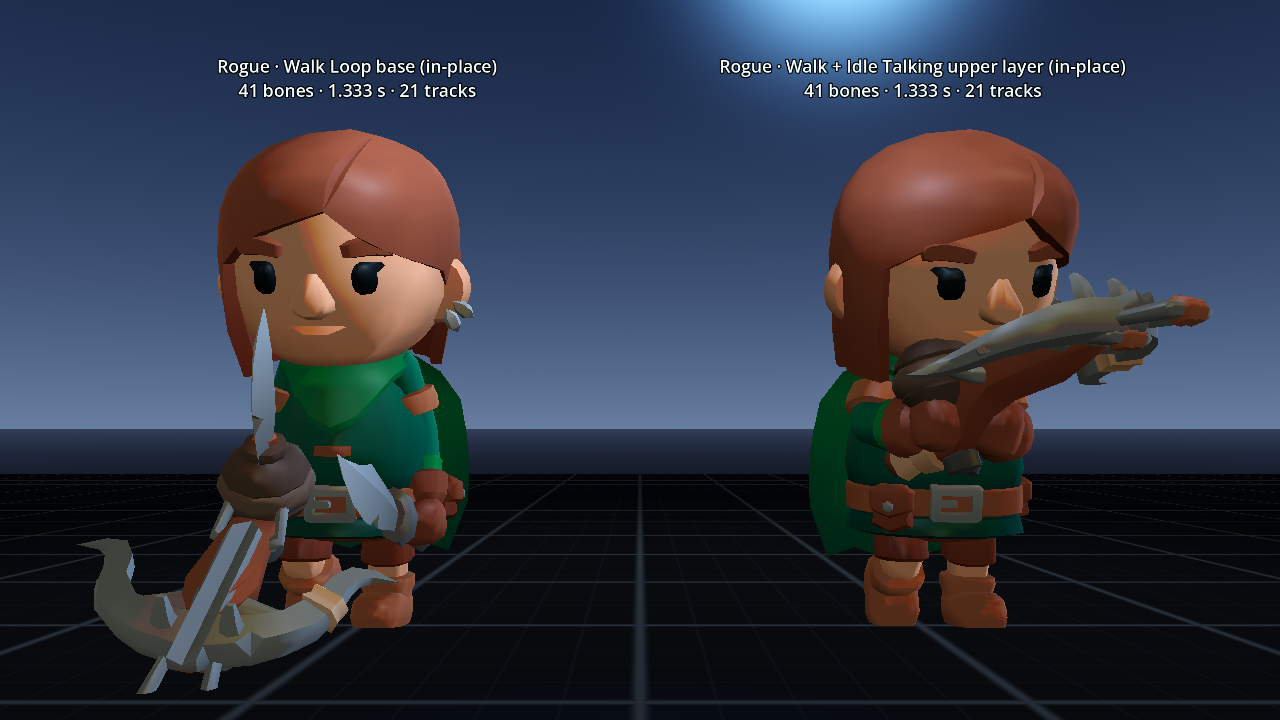 Rogue · Walk Loop base (in-place)
41 bones · 1.333 s · 21 tracks
Rogue · Walk + Idle Talking upper layer (in-place)
41 bones · 1.333 s · 21 tracks